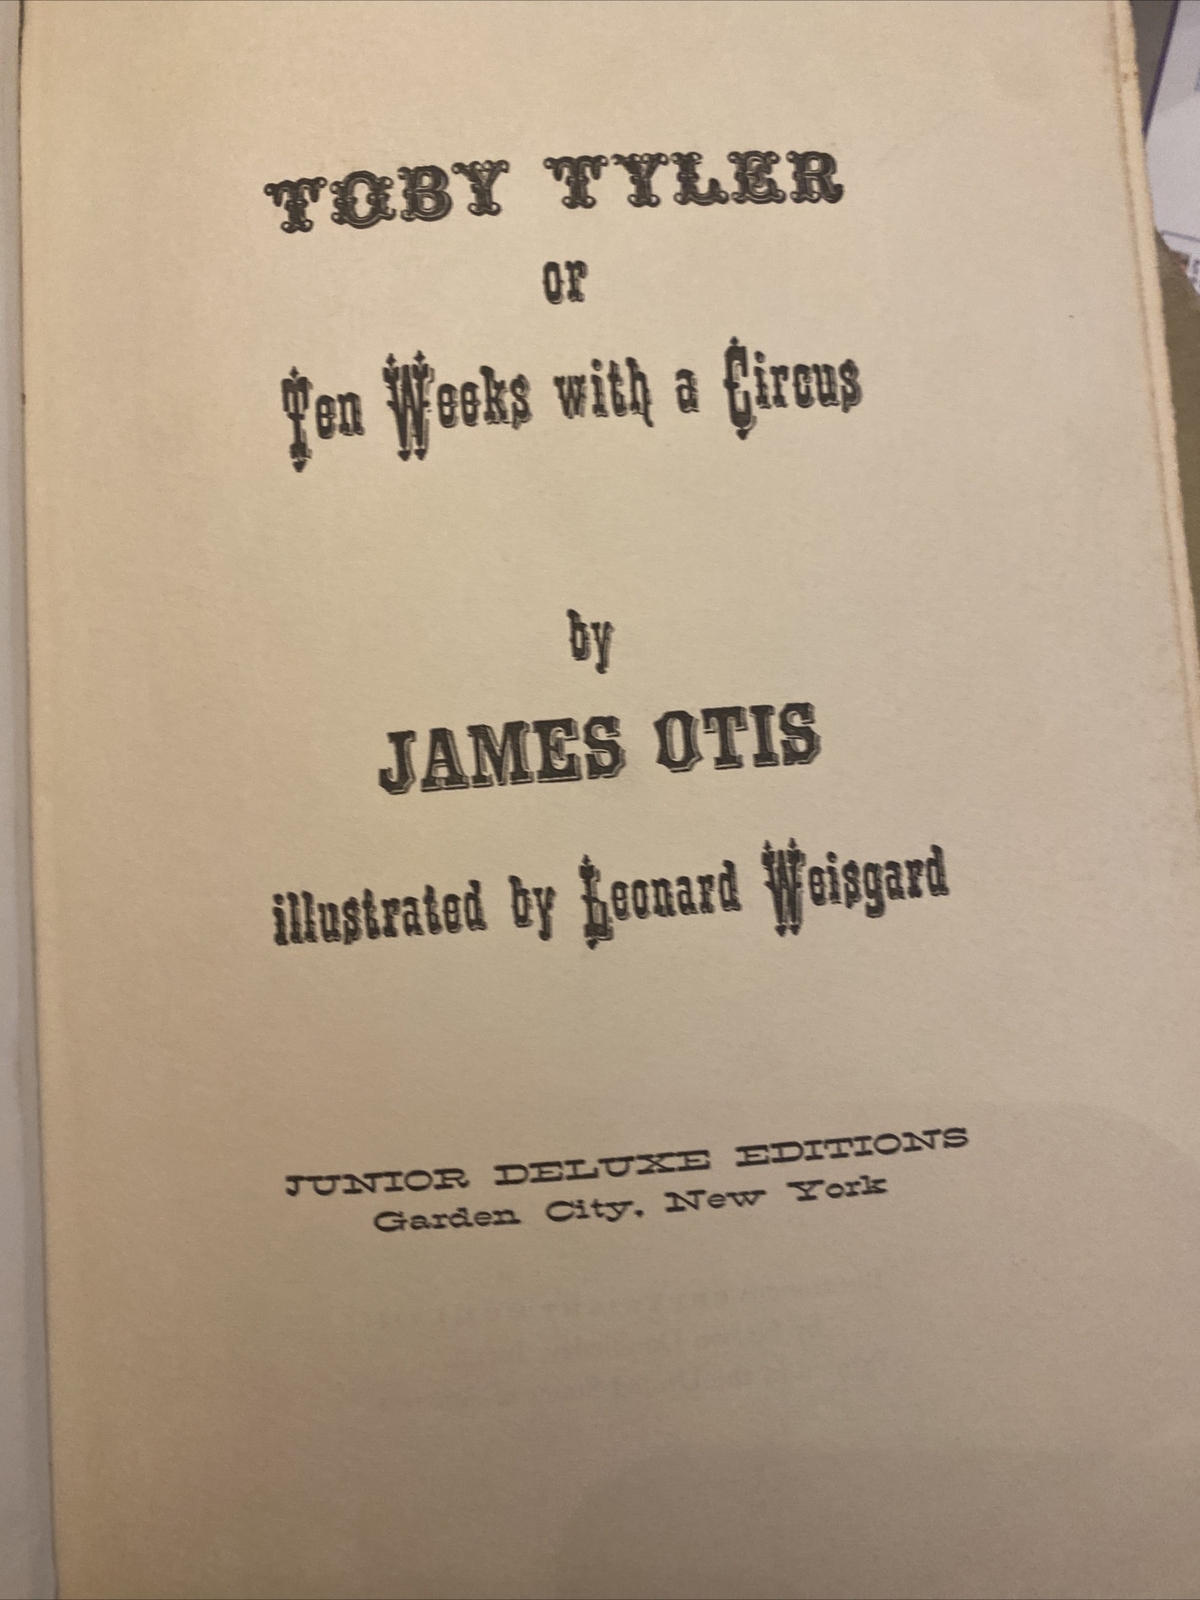 TOBY TYLER
or
Ten Weeks with a Circus
by
JAMES OTIS
illustrated by Leonard Weisgard
JUNIOR DELUXE EDITIONS
Garden City, New York